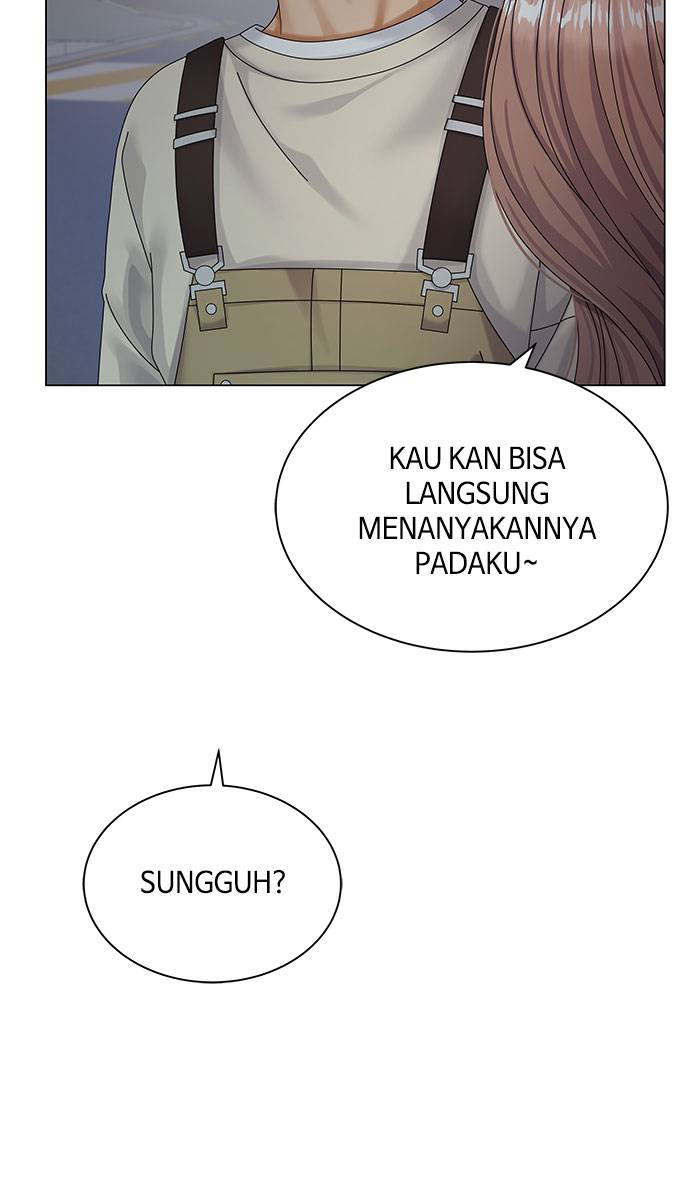 KAU KAN BISA
LANGSUNG
MENANYAKANNYA
PADAKU~
SUNGGUH?